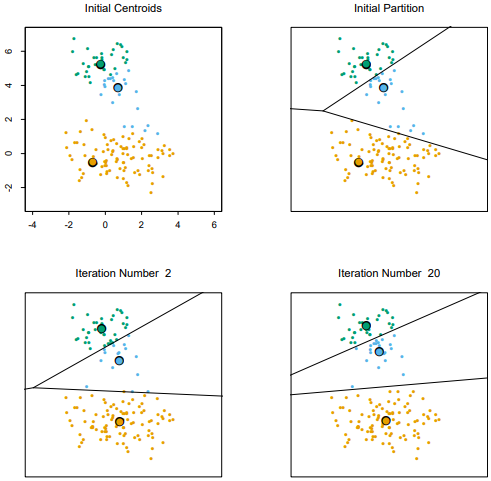 Initial Centroids
Initial Partition
6
4
2
0
-2
-4 -2 0 2 4 6
Iteration Number 2
Iteration Number 20